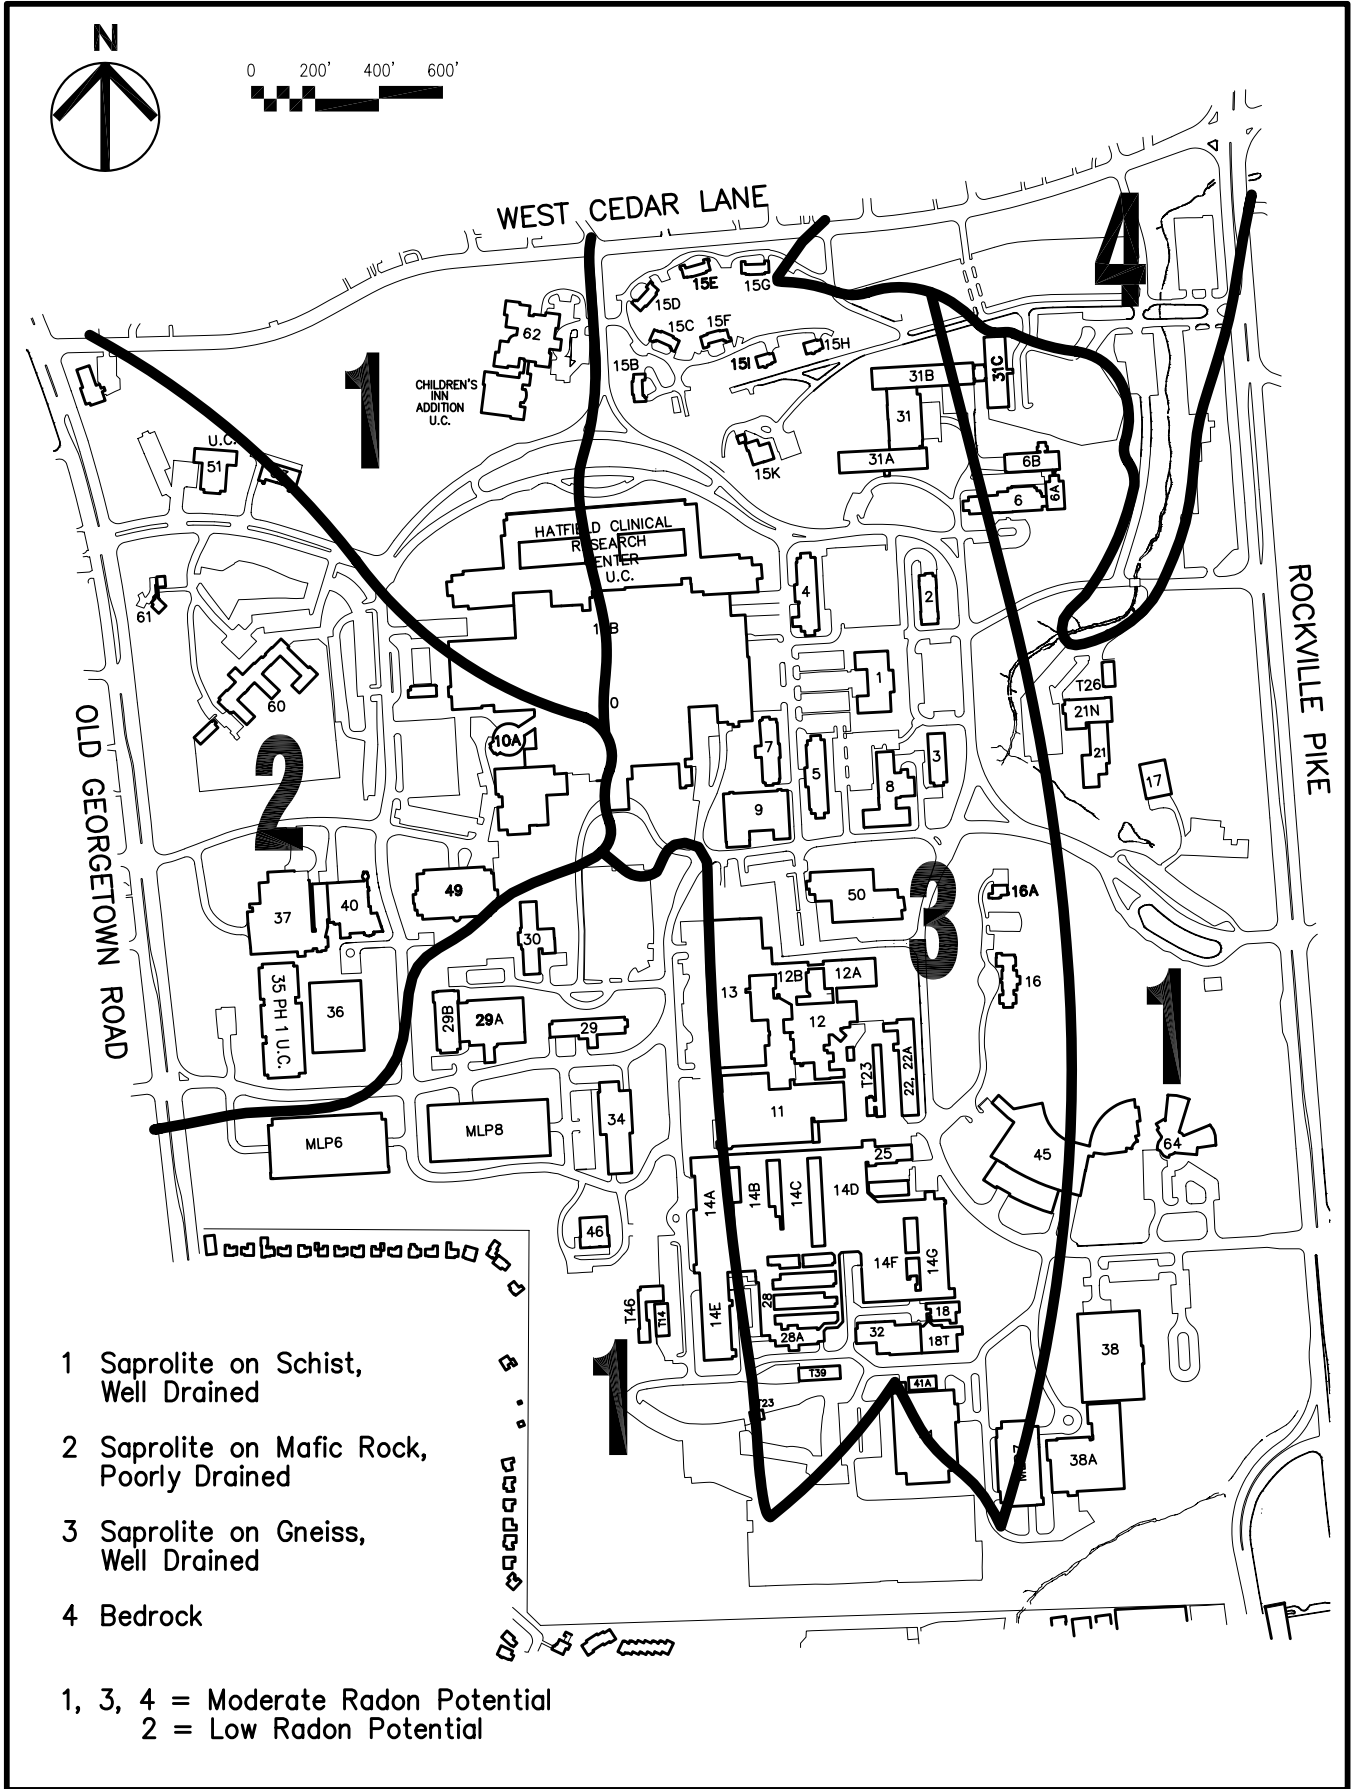 N
0 200' 400' 600'
WEST CEDAR LANE
4
15E
15G
15D
15C
15F
15H
15I
15B
62
1
CHILDREN'S
INN
ADDITION
U.C.
31B
31C
31
31A
15K
6B
6A
6
U.C.
51
HATFIELD CLINICAL
RESEARCH
CENTER
U.C.
4
2
61
ROCKVILLE PIKE
1
T26
60
21N
OLD GEORGETOWN ROAD
10A
7
5
3
21
8
17
2
9
49
50
3
16A
37
40
30
35 PH 1 U.C.
36
29B
29A
29
13
12B
12A
12
16
1
T23
22, 22A
11
34
MLP6
MLP8
25
45
64
14A
14B
14C
14D
46
14F
14G
T46
T14
14E
28
28A
32
18
18T
38
1
T39
41A
T23
38A
1 Saprolite on Schist,
Well Drained
2 Saprolite on Mafic Rock,
Poorly Drained
3 Saprolite on Gneiss,
Well Drained
4 Bedrock
1, 3, 4 = Moderate Radon Potential
2 = Low Radon Potential